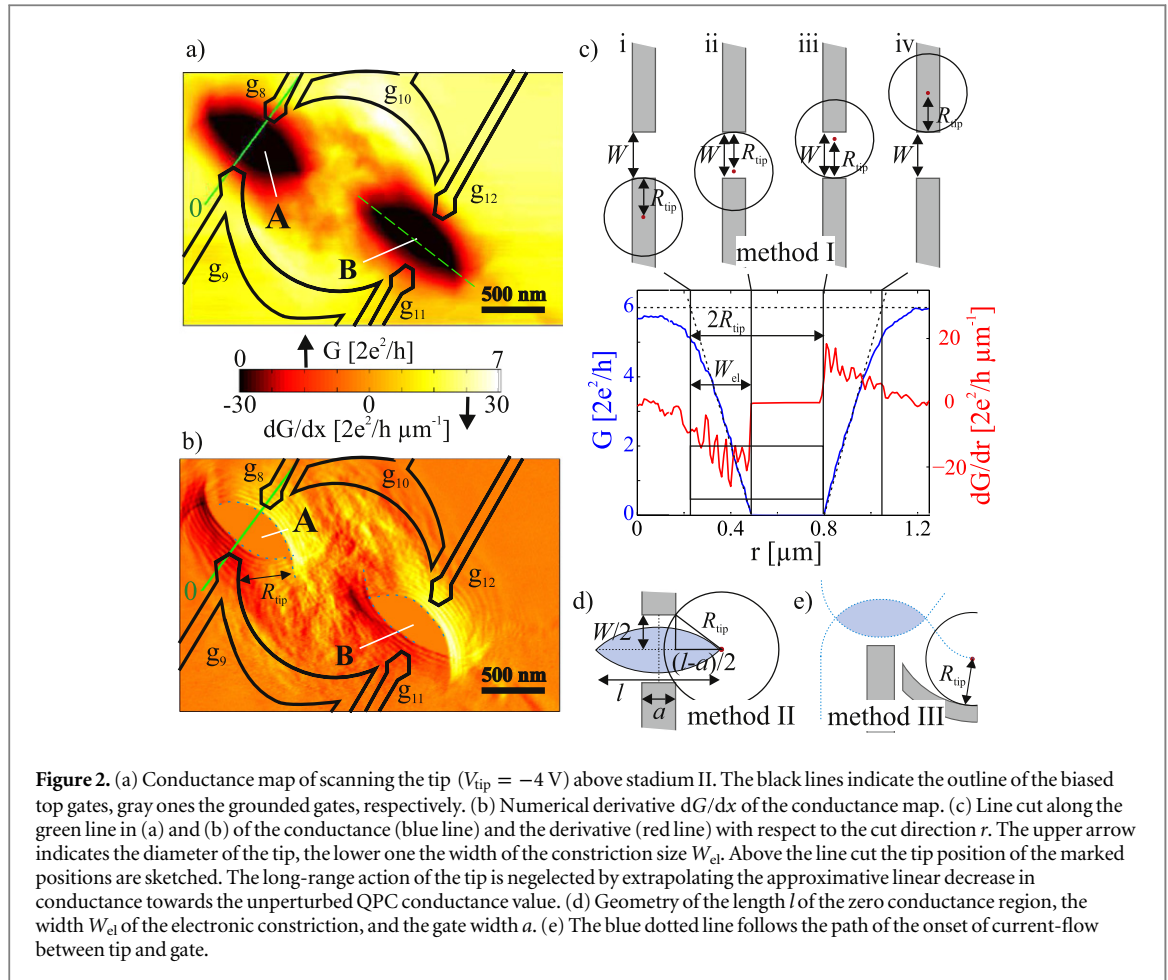 a)
g8
g10
0
A
g12
B
g9
g11
500 nm
G [2e²/h]
0 7
-30 0 30
dG/dx [2e²/h µm⁻¹]
b)
g8
g10
A
0
Rtip
g12
g9
B
g11
500 nm
c)
i ii iii iv
W Rtip
W Rtip
W Rtip
W Rtip
method I
2Rtip
Wel
G [2e²/h]
6
4
2
0
dG/dr [2e²/h µm⁻¹]
20
0
−20
0 0.4 0.8 1.2
r [µm]
d)
W/2
Rtip
(l-a)/2
l
a
method II
e)
Rtip
method III
Figure 2. (a) Conductance map of scanning the tip (Vtip = −4 V) above stadium II. The black lines indicate the outline of the biased
top gates, gray ones the grounded gates, respectively. (b) Numerical derivative dG/dx of the conductance map. (c) Line cut along the
green line in (a) and (b) of the conductance (blue line) and the derivative (red line) with respect to the cut direction r. The upper arrow
indicates the diameter of the tip, the lower one the width of the constriction size Wel. Above the line cut the tip position of the marked
positions are sketched. The long-range action of the tip is negelected by extrapolating the approximative linear decrease in
conductance towards the unperturbed QPC conductance value. (d) Geometry of the length l of the zero conductance region, the
width Wel of the electronic constriction, and the gate width a. (e) The blue dotted line follows the path of the onset of current-flow
between tip and gate.